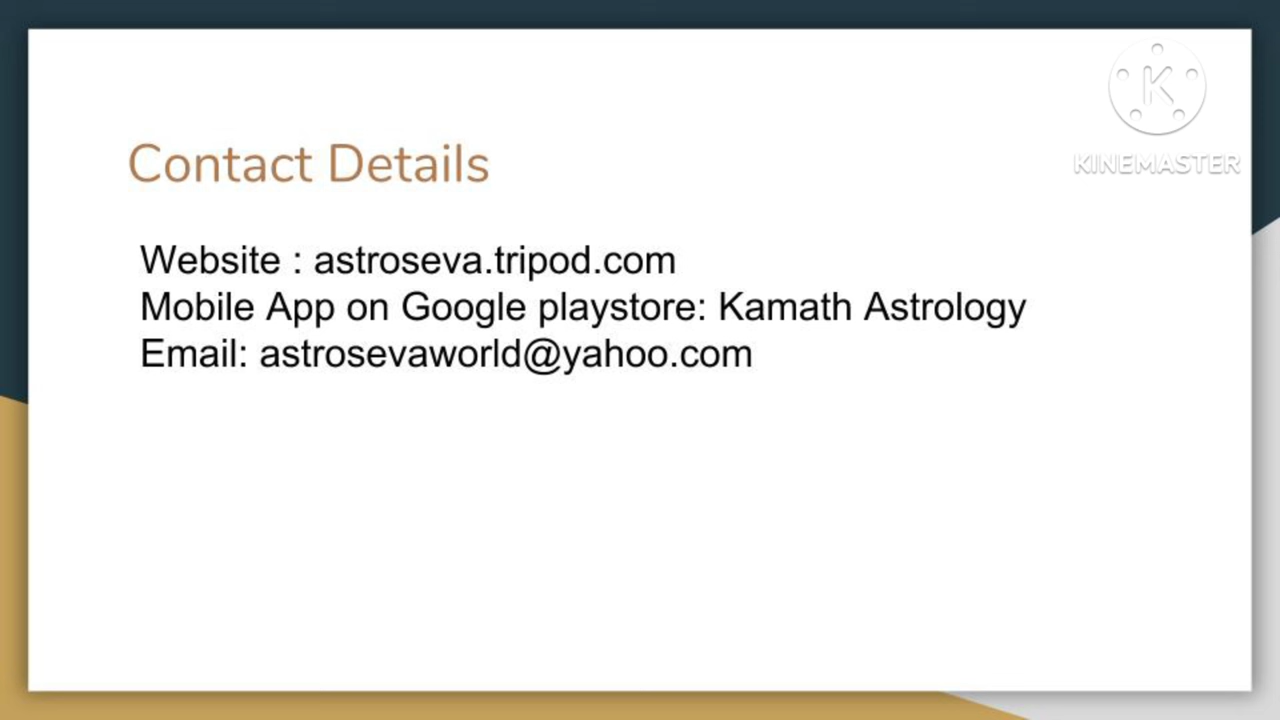 Contact Details
K
KINEMASTER
Website : astroseva.tripod.com
Mobile App on Google playstore: Kamath Astrology
Email: astrosevaworld@yahoo.com